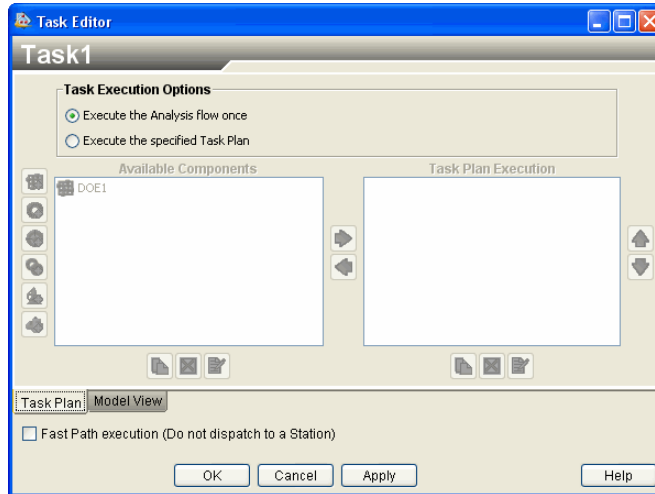 Task Editor
Task1
Task Execution Options
Execute the Analysis flow once
Execute the specified Task Plan
Available Components
Task Plan Execution
DOE1
Task Plan
Model View
Fast Path execution (Do not dispatch to a Station)
OK
Cancel
Apply
Help